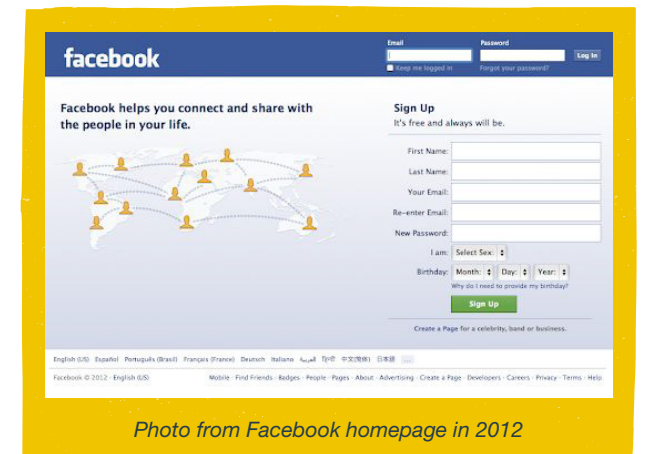 facebook
Email
Password
Keep me logged in
Forgot your password?
Log In
Facebook helps you connect and share with
the people in your life.
Sign Up
It's free and always will be.
First Name:
Last Name:
Your Email:
Re-enter Email:
New Password:
I am: Select Sex:
Birthday: Month: Day: Year:
Why do I need to provide my birthday?
Sign Up
Create a Page for a celebrity, band or business.
English (US) Español Português (Brasil) Français (France) Deutsch Italiano العربية हिन्दी 中文(简体) 日本語 ...
Facebook © 2012 · English (US) Mobile · Find Friends · Badges · People · Pages · About · Advertising · Create a Page · Developers · Careers · Privacy · Terms · Help
Photo from Facebook homepage in 2012